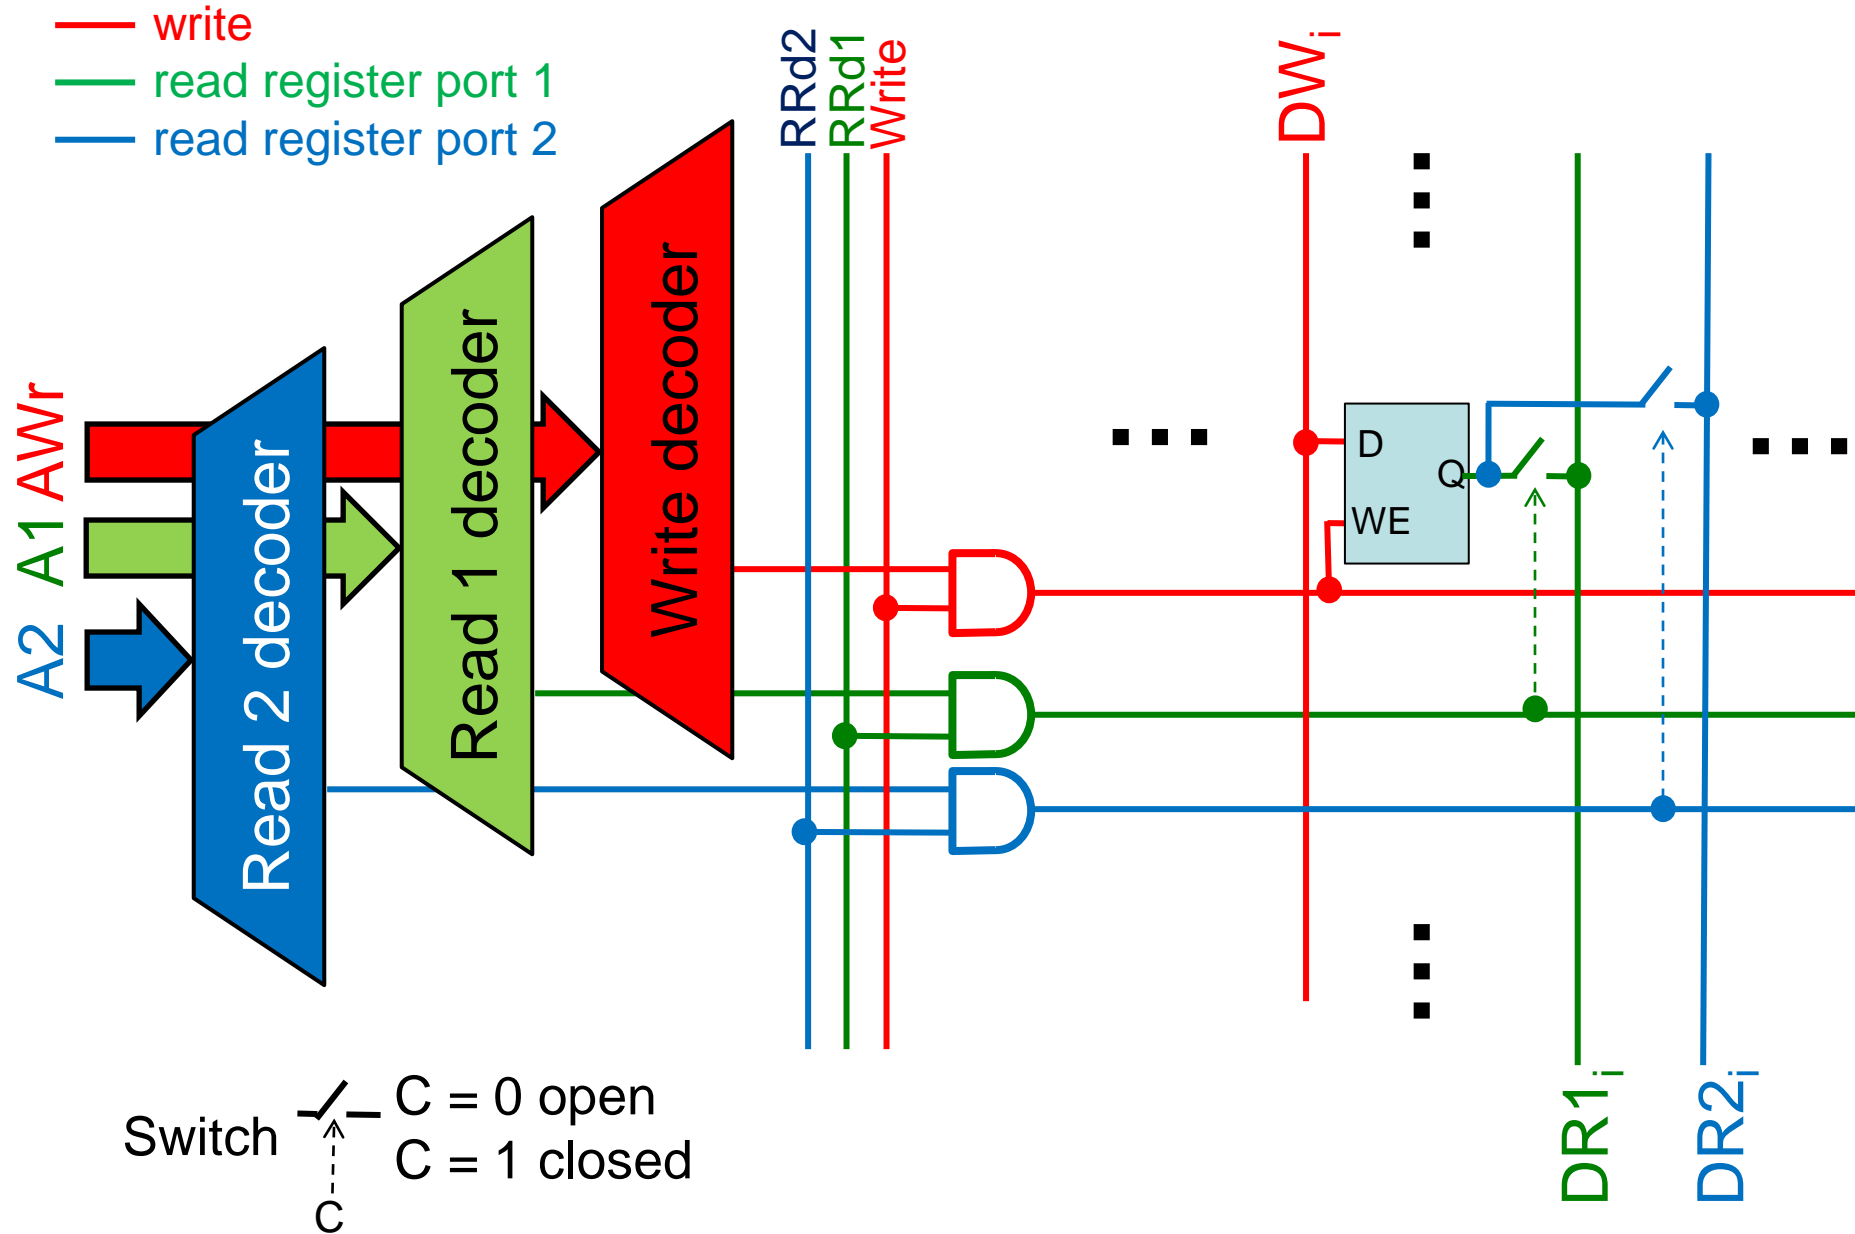 write
read register port 1
read register port 2
RRd2
RRd1
Write
DWi
AWr
A1
A2
Read 2 decoder
Read 1 decoder
Write decoder
D
Q
WE
Switch
C = 0 open
C = 1 closed
C
DR1i
DR2i